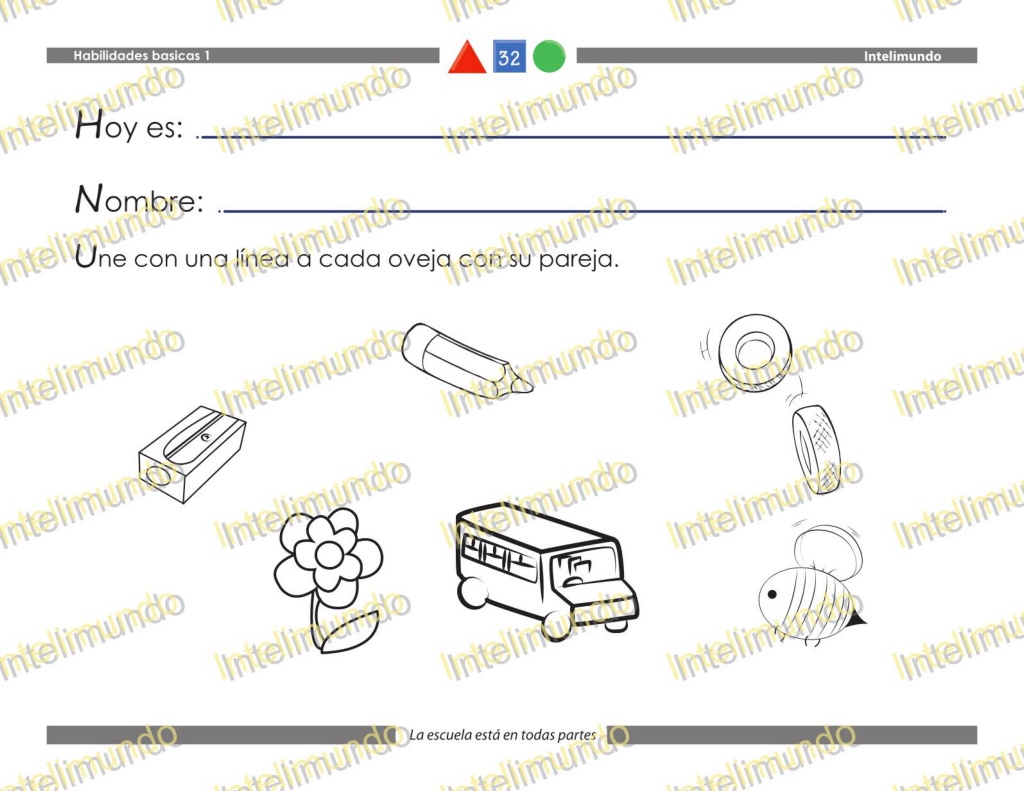 Habilidades basicas 1
32
Intelimundo
Hoy es:
Nombre:
Une con una línea a cada oveja con su pareja.
La escuela está en todas partes
Intelimundo